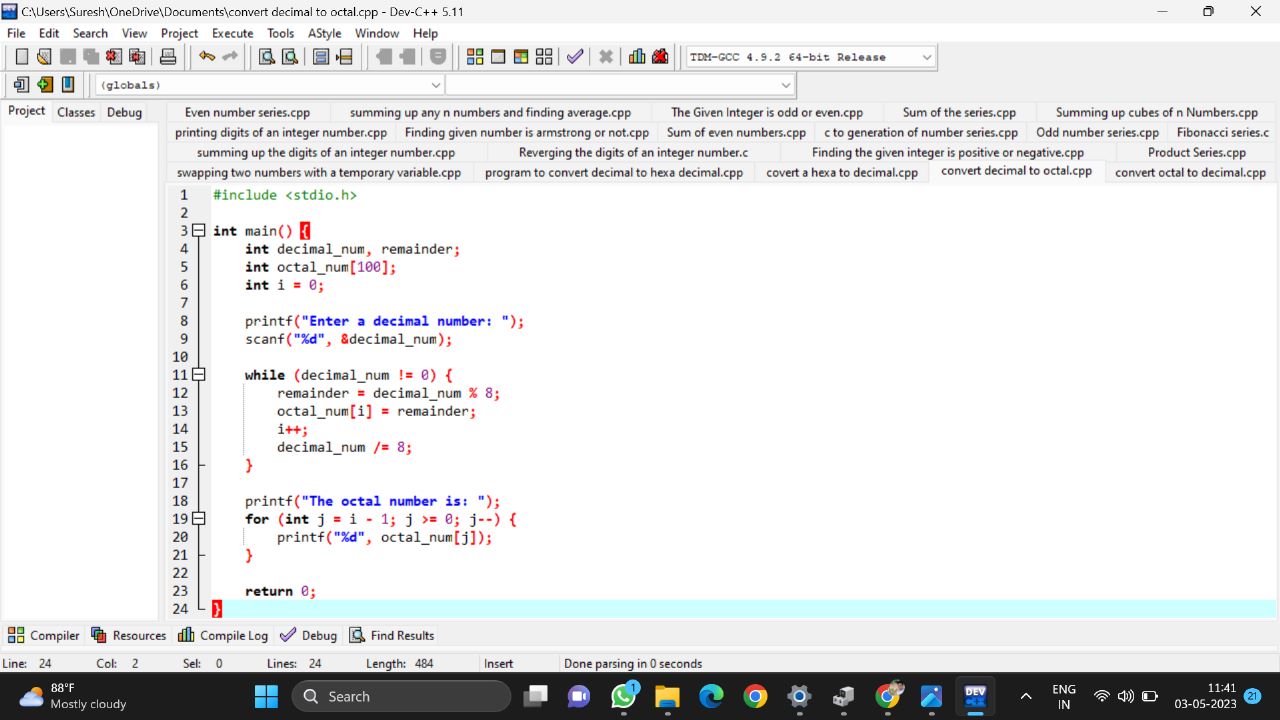 C:\Users\Suresh\OneDrive\Documents\convert decimal to octal.cpp - Dev-C++ 5.11
File Edit Search View Project Execute Tools AStyle Window Help
TDM-GCC 4.9.2 64-bit Release
(globals)
Project Classes Debug
Even number series.cpp summing up any n numbers and finding average.cpp The Given Integer is odd or even.cpp Sum of the series.cpp Summing up cubes of n Numbers.cpp
printing digits of an integer number.cpp Finding given number is armstrong or not.cpp Sum of even numbers.cpp c to generation of number series.cpp Odd number series.cpp Fibonacci series.c
summing up the digits of an integer number.cpp Reverging the digits of an integer number.c Finding the given integer is positive or negative.cpp Product Series.cpp
swapping two numbers with a temporary variable.cpp program to convert decimal to hexa decimal.cpp covert a hexa to decimal.cpp convert decimal to octal.cpp convert octal to decimal.cpp
1 #include <stdio.h>
2
3 int main() {
4     int decimal_num, remainder;
5     int octal_num[100];
6     int i = 0;
7
8     printf("Enter a decimal number: ");
9     scanf("%d", &decimal_num);
10
11     while (decimal_num != 0) {
12         remainder = decimal_num % 8;
13         octal_num[i] = remainder;
14         i++;
15         decimal_num /= 8;
16     }
17
18     printf("The octal number is: ");
19     for (int j = i - 1; j >= 0; j--) {
20         printf("%d", octal_num[j]);
21     }
22
23     return 0;
24 }
Compiler Resources Compile Log Debug Find Results
Line: 24 Col: 2 Sel: 0 Lines: 24 Length: 484 Insert Done parsing in 0 seconds
88°F
Mostly cloudy
Search
1
DEV
C++
ENG
IN
11:41
03-05-2023
21